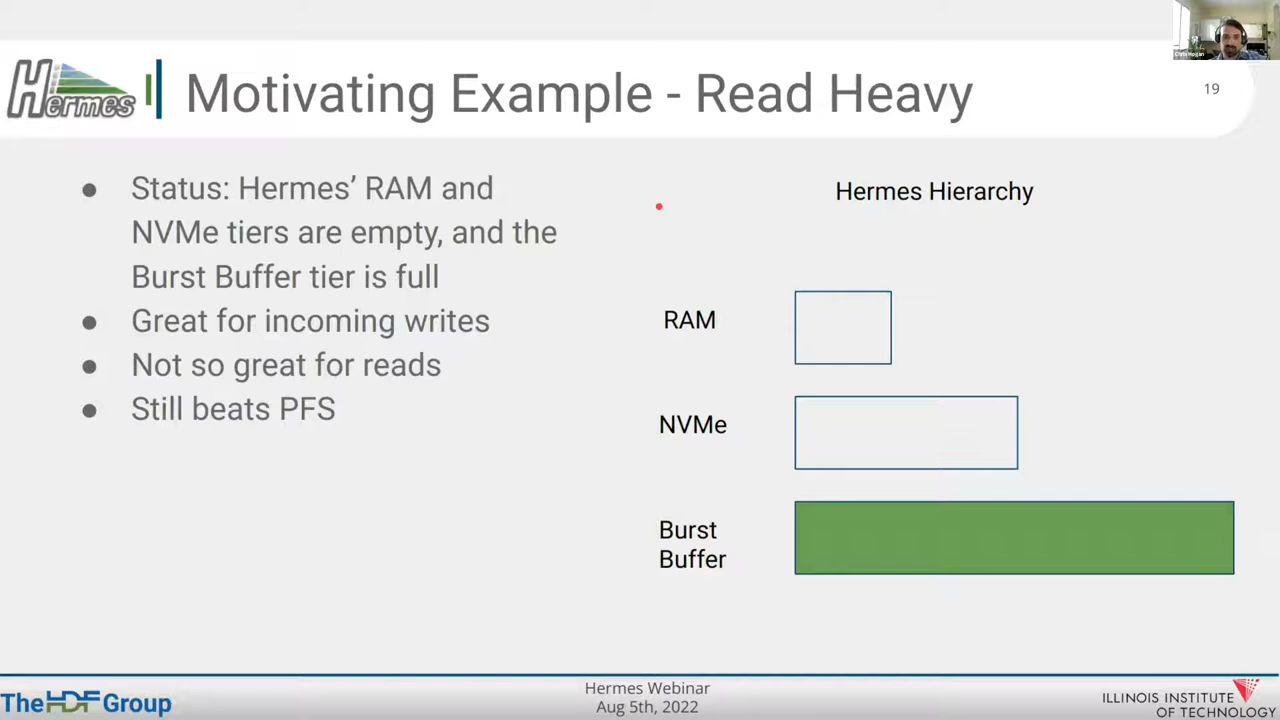 Chris Hogan
Hermes
Motivating Example - Read Heavy
19
● Status: Hermes’ RAM and
NVMe tiers are empty, and the
Burst Buffer tier is full
● Great for incoming writes
● Not so great for reads
● Still beats PFS
Hermes Hierarchy
RAM
NVMe
Burst
Buffer
The HDF Group
Hermes Webinar
Aug 5th, 2022
ILLINOIS INSTITUTE
OF TECHNOLOGY